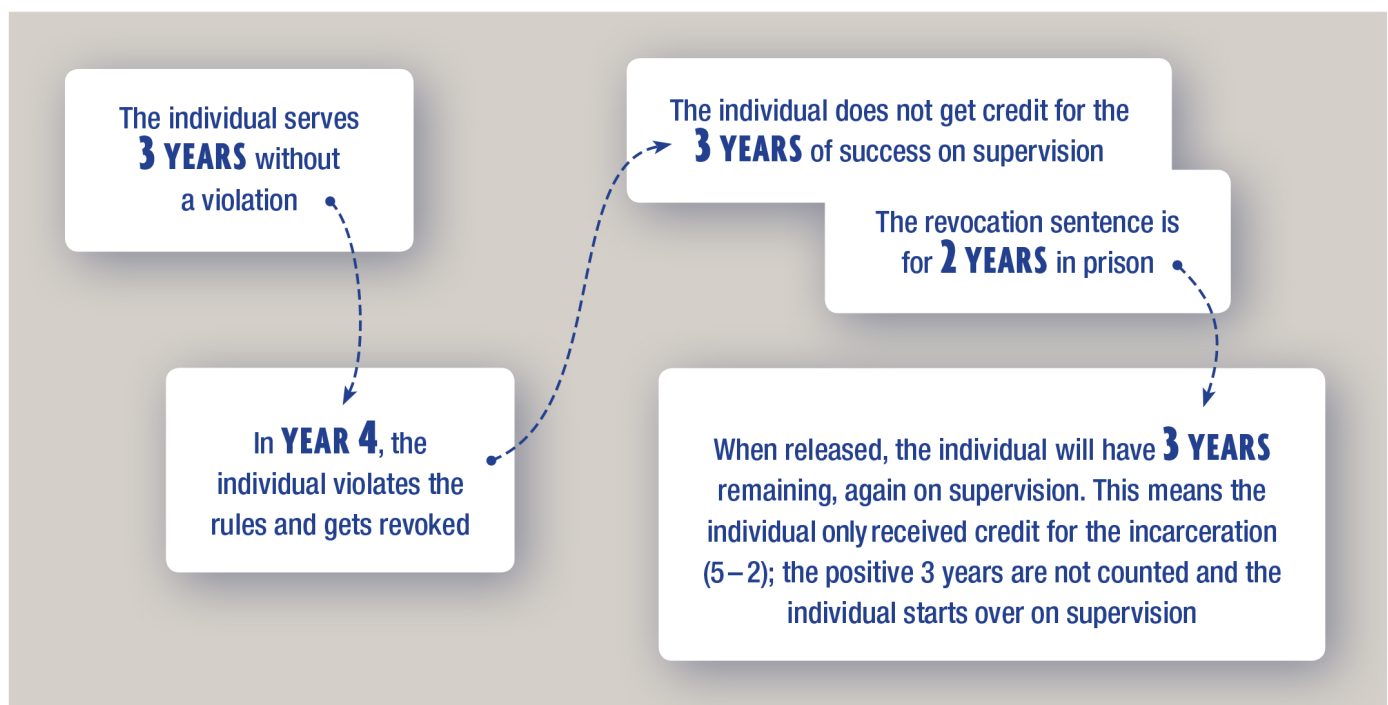 The individual serves
3 YEARS without
a violation
In YEAR 4, the
individual violates the
rules and gets revoked
The individual does not get credit for the
3 YEARS of success on supervision
The revocation sentence is
for 2 YEARS in prison
When released, the individual will have 3 YEARS
remaining, again on supervision. This means the
individual only received credit for the incarceration
(5–2); the positive 3 years are not counted and the
individual starts over on supervision